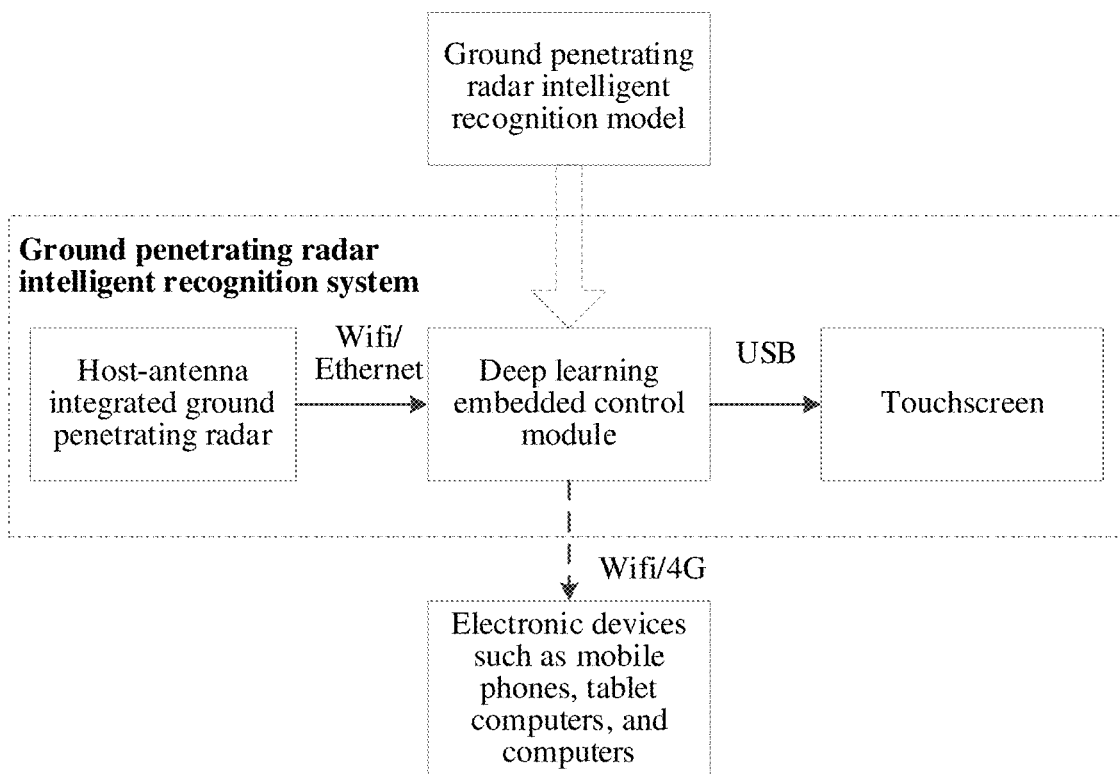 Ground penetrating
radar intelligent
recognition model
Ground penetrating radar
intelligent recognition system
Host-antenna
integrated ground
penetrating radar
Wifi/
Ethernet
Deep learning
embedded control
module
USB
Touchscreen
Wifi/4G
Electronic devices
such as mobile
phones, tablet
computers, and
computers